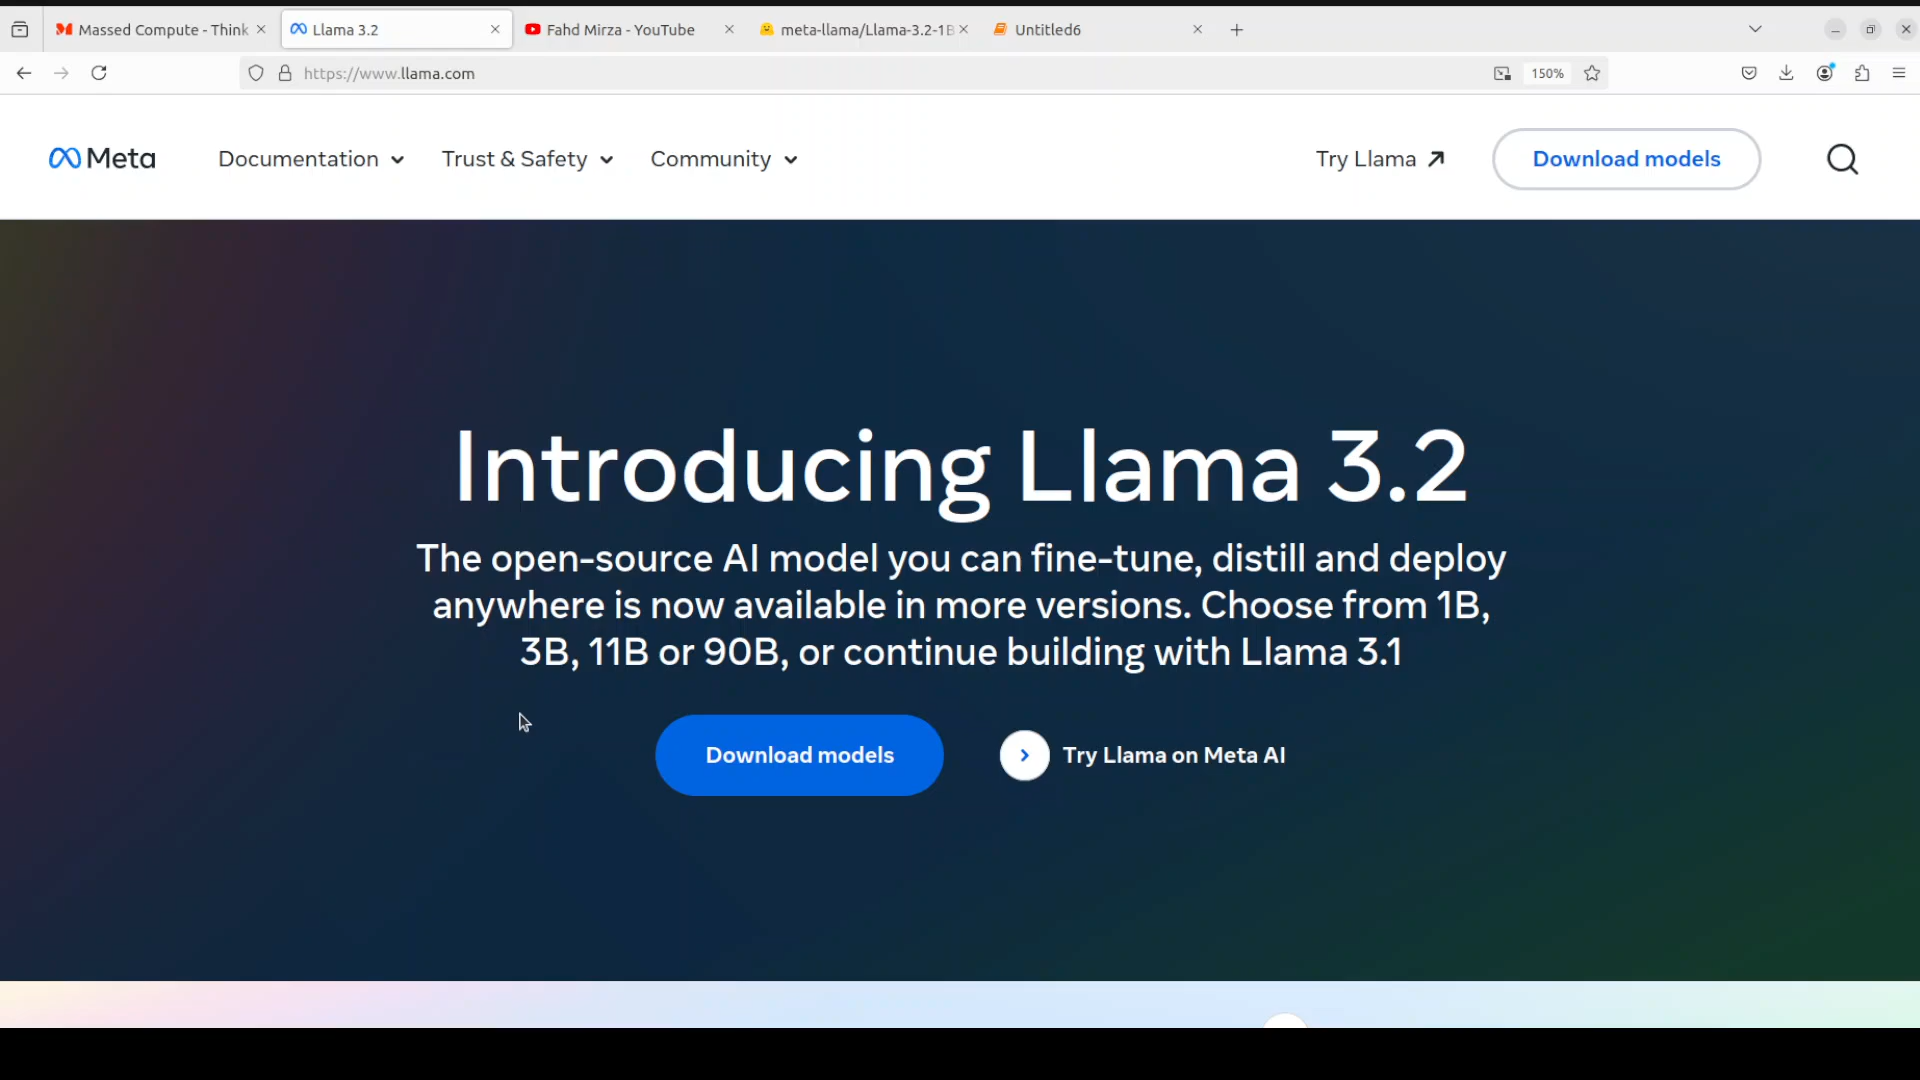 Massed Compute - Think
Llama 3.2
Fahd Mirza - YouTube
meta-llama/Llama-3.2-1B
Untitled6
https://www.llama.com
150%
Meta
Documentation
Trust & Safety
Community
Try Llama
Download models
Introducing Llama 3.2
The open-source AI model you can fine-tune, distill and deploy
anywhere is now available in more versions. Choose from 1B,
3B, 11B or 90B, or continue building with Llama 3.1
Download models
Try Llama on Meta AI